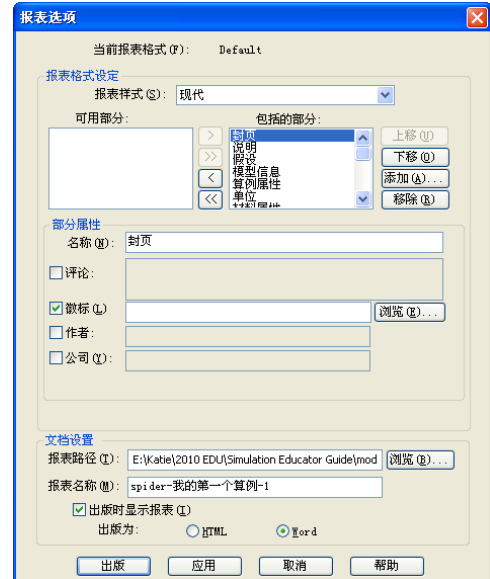 报表选项
当前报表格式(F): Default
报表格式设定
报表样式(S): 现代
可用部分: 包括的部分:
> 封页 上移(U)
>> 说明 下移(O)
假设
< 模型信息 添加(A)...
算例属性
<< 单位 移除(R)
材料属性
部分属性
名称(N): 封页
评论:
徽标(L) 浏览(E)...
作者:
公司(Y):
文档设置
报表路径(T): E:\Katie\2010 EDU\Simulation Educator Guide\mod 浏览(B)...
报表名称(M): spider-我的第一个算例-1
出版时显示报表(I)
出版为: HTML Word
出版 应用 取消 帮助